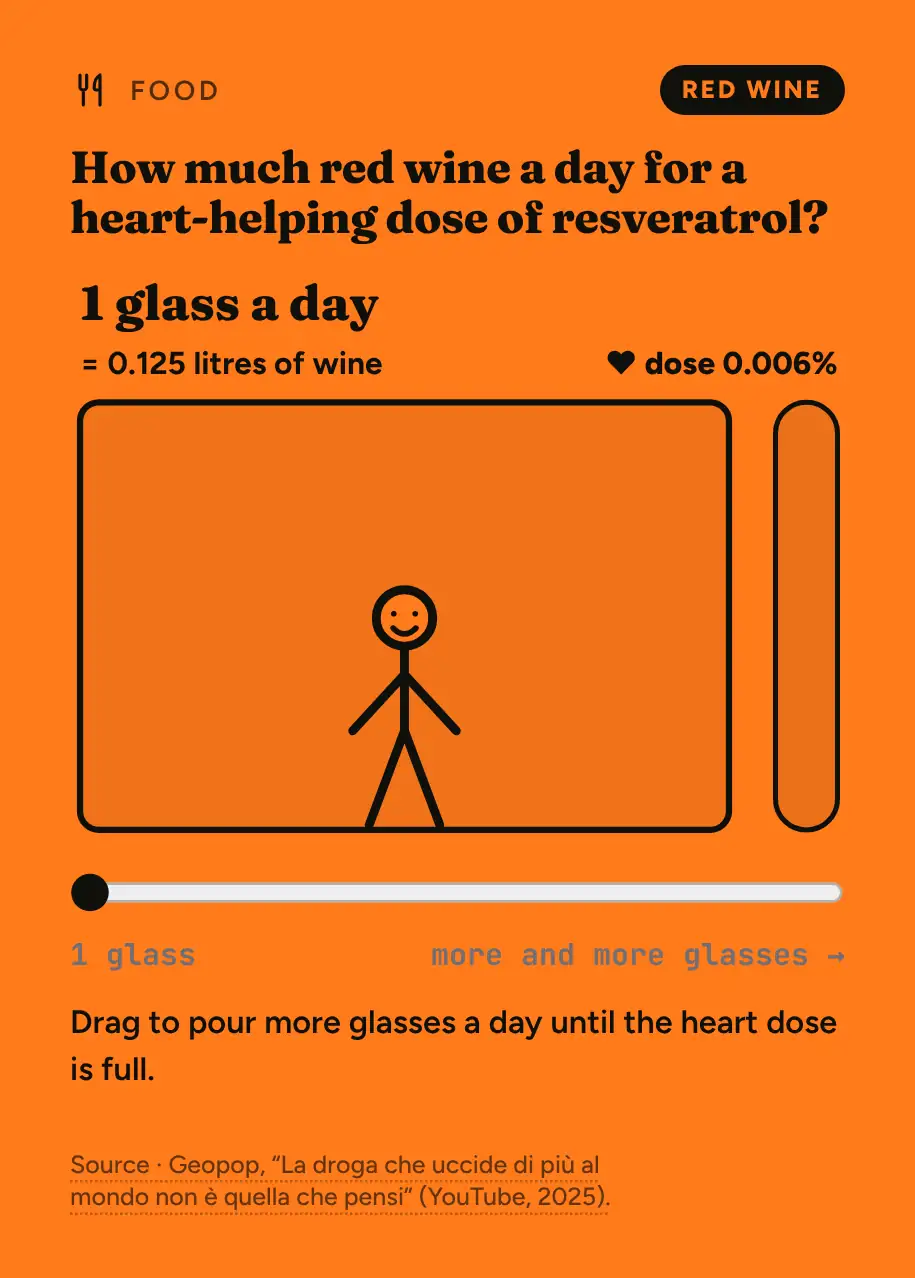 FOOD
RED WINE
How much red wine a day for a
heart-helping dose of resveratrol?
1 glass a day
= 0.125 litres of wine
♥ dose 0.006%
1 glass
more and more glasses →
Drag to pour more glasses a day until the heart dose
is full.
Source · Geopop, “La droga che uccide di più al
mondo non è quella che pensi” (YouTube, 2025).